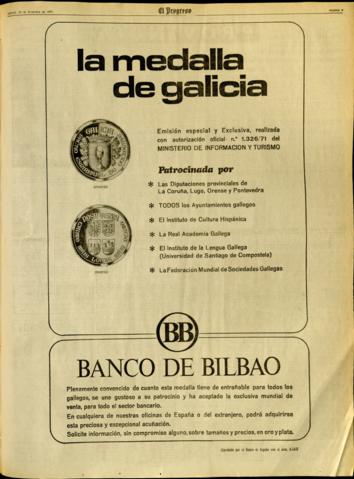 El Progreso
la medalla
de galicia
Emisión especial y Exclusiva, realizada
con autorización oficial n.º 1.326/71 del
MINISTERIO DE INFORMACION Y TURISMO
Patrocinada por
* Las Diputaciones provinciales de
La Coruña, Lugo, Orense y Pontevedra
* TODOS los Ayuntamientos gallegos
* El Instituto de Cultura Hispánica
* La Real Academia Gallega
* El Instituto de la Lengua Gallega
(Universidad de Santiago de Compostela)
* La Federación Mundial de Sociedades Gallegas
BB
BANCO DE BILBAO
Plenamente convencido de cuanto esta medalla tiene de entrañable para todos los
gallegos, se une gustoso a su patrocinio y ha aceptado la exclusiva mundial de
venta, para todo el sector bancario.
En cualquiera de nuestras oficinas de España o del extranjero, podrá adquirirse
esta preciosa y excepcional acuñación.
Solicite información, sin compromiso alguno, sobre tamaños y precios, en oro y plata.